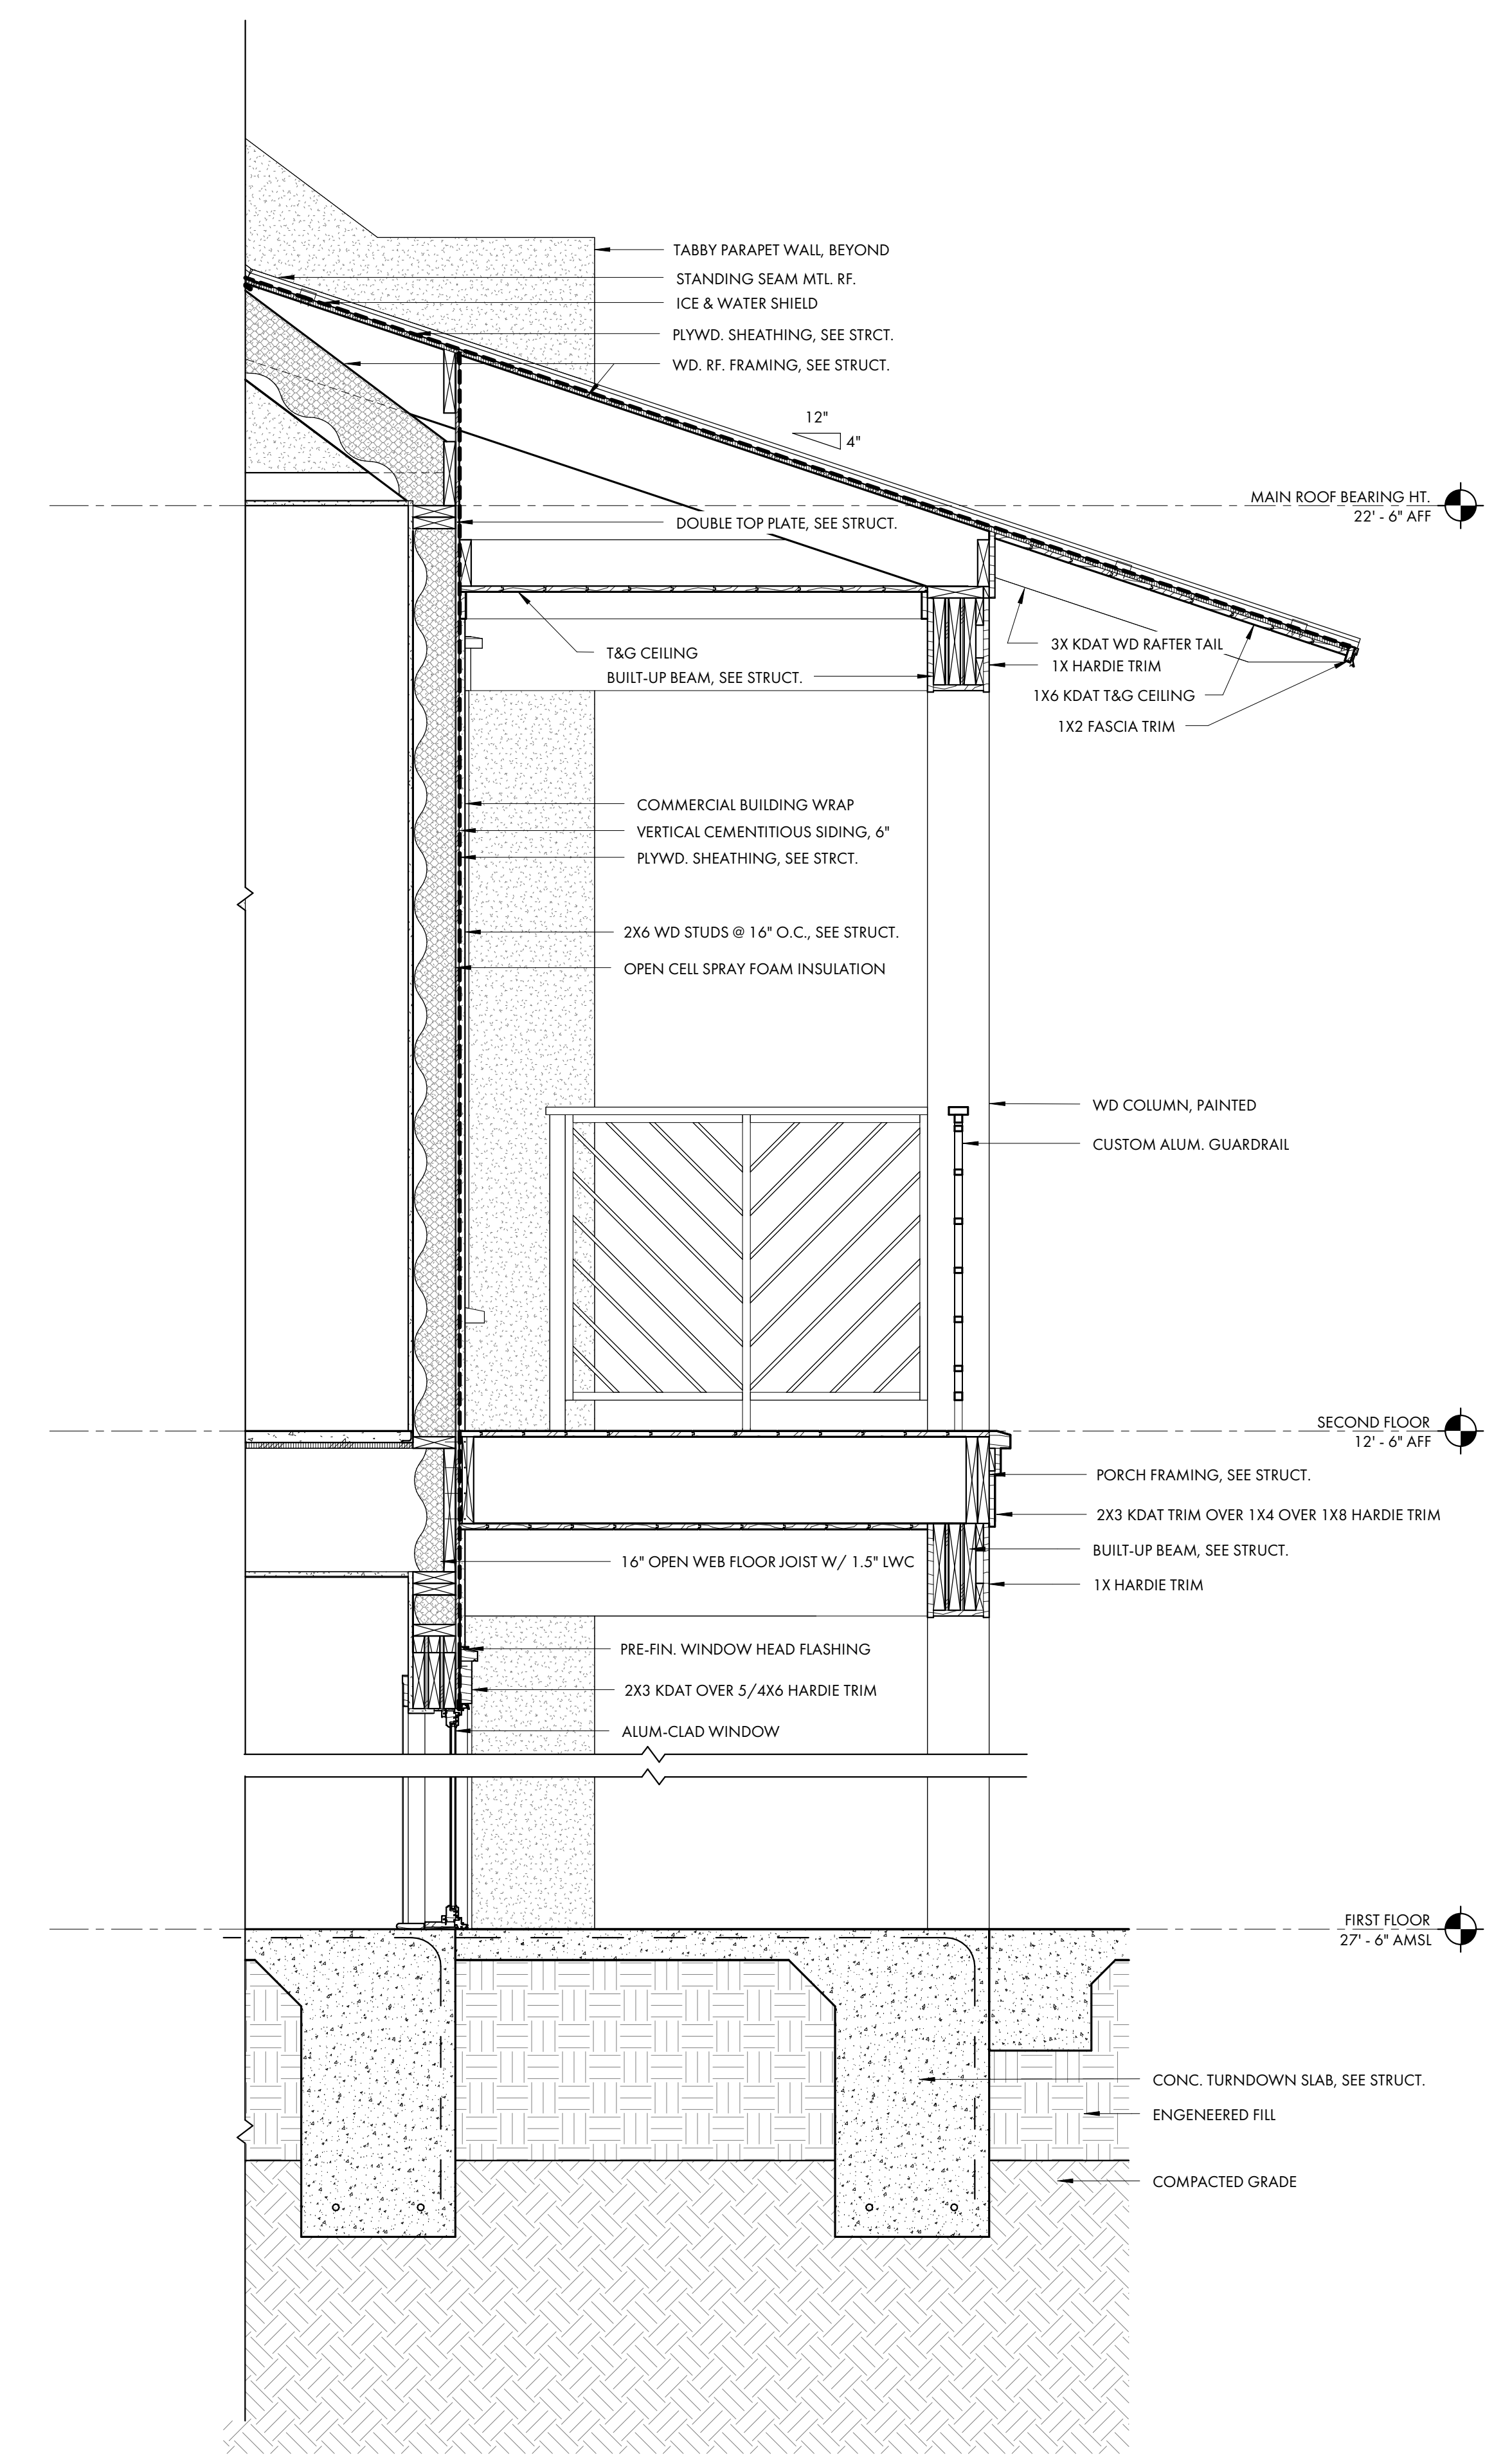 TABBY PARAPET WALL, BEYOND
STANDING SEAM MTL. RF.
ICE & WATER SHIELD
PLYWD. SHEATHING, SEE STRCT.
WD. RF. FRAMING, SEE STRUCT.
12"
4"
MAIN ROOF BEARING HT.
22' - 6" AFF
DOUBLE TOP PLATE, SEE STRUCT.
3X KDAT WD RAFTER TAIL
T&G CEILING
1X HARDIE TRIM
BUILT-UP BEAM, SEE STRUCT.
1X6 KDAT T&G CEILING
1X2 FASCIA TRIM
COMMERCIAL BUILDING WRAP
VERTICAL CEMENTITIOUS SIDING, 6"
PLYWD. SHEATHING, SEE STRCT.
2X6 WD STUDS @ 16" O.C., SEE STRUCT.
OPEN CELL SPRAY FOAM INSULATION
WD COLUMN, PAINTED
CUSTOM ALUM. GUARDRAIL
SECOND FLOOR
12' - 6" AFF
PORCH FRAMING, SEE STRUCT.
2X3 KDAT TRIM OVER 1X4 OVER 1X8 HARDIE TRIM
BUILT-UP BEAM, SEE STRUCT.
16" OPEN WEB FLOOR JOIST W/ 1.5" LWC
1X HARDIE TRIM
PRE-FIN. WINDOW HEAD FLASHING
2X3 KDAT OVER 5/4X6 HARDIE TRIM
ALUM-CLAD WINDOW
FIRST FLOOR
27' - 6" AMSL
CONC. TURNDOWN SLAB, SEE STRUCT.
ENGENEERED FILL
COMPACTED GRADE